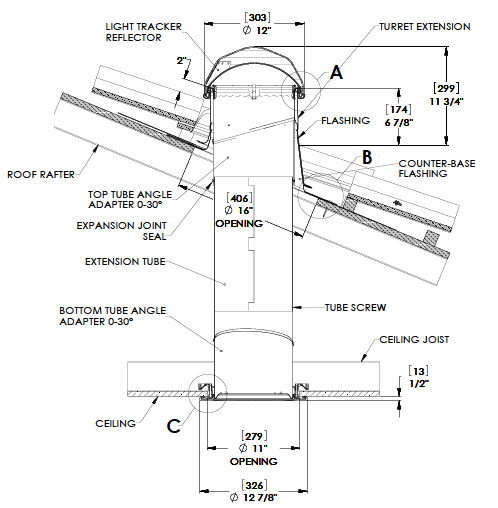 [303]
Ø 12"
LIGHT TRACKER
REFLECTOR
TURRET EXTENSION
2"
A
[299]
11 3/4"
[174]
6 7/8"
FLASHING
B
COUNTER-BASE
FLASHING
ROOF RAFTER
TOP TUBE ANGLE
ADAPTER 0-30°
[406]
Ø 16"
OPENING
EXPANSION JOINT
SEAL
EXTENSION TUBE
BOTTOM TUBE ANGLE
ADAPTER 0-30°
TUBE SCREW
CEILING JOIST
[13]
1/2"
CEILING
C
[279]
Ø 11"
OPENING
[326]
Ø 12 7/8"